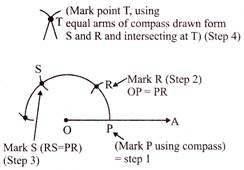 (Mark point T, using
T equal arms of compass drawn form
S and R and intersecting at T) (Step 4)
S
R Mark R (Step 2)
OP = PR
Mark S (RS=PR)
(Step 3)
O P A
(Mark P using compass)
= step 1